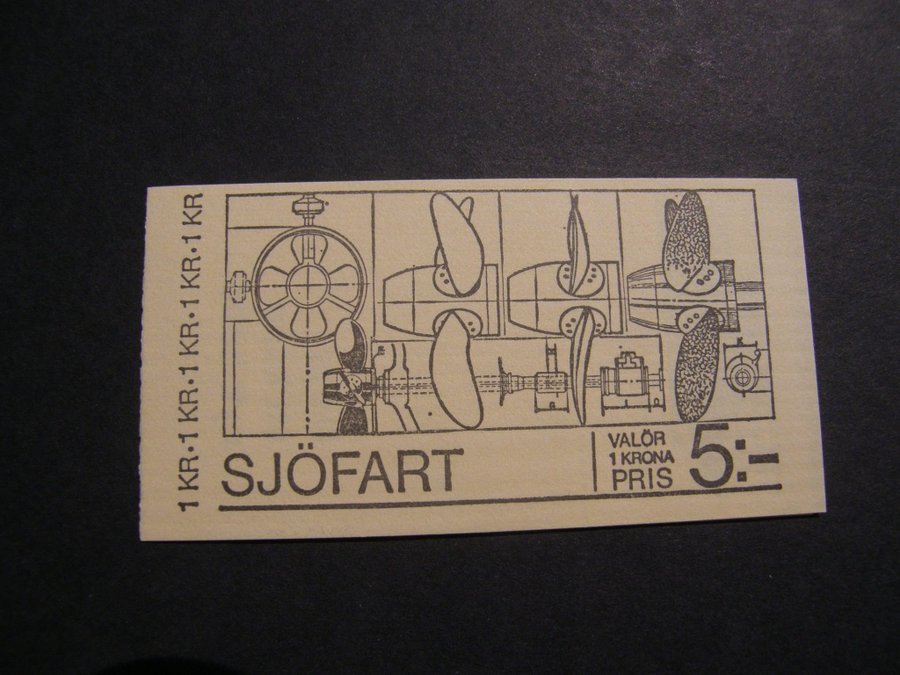 1 KR·1 KR·1 KR·1 KR·1 KR
SJÖFART
VALÖR
1 KRONA
PRIS 5:-